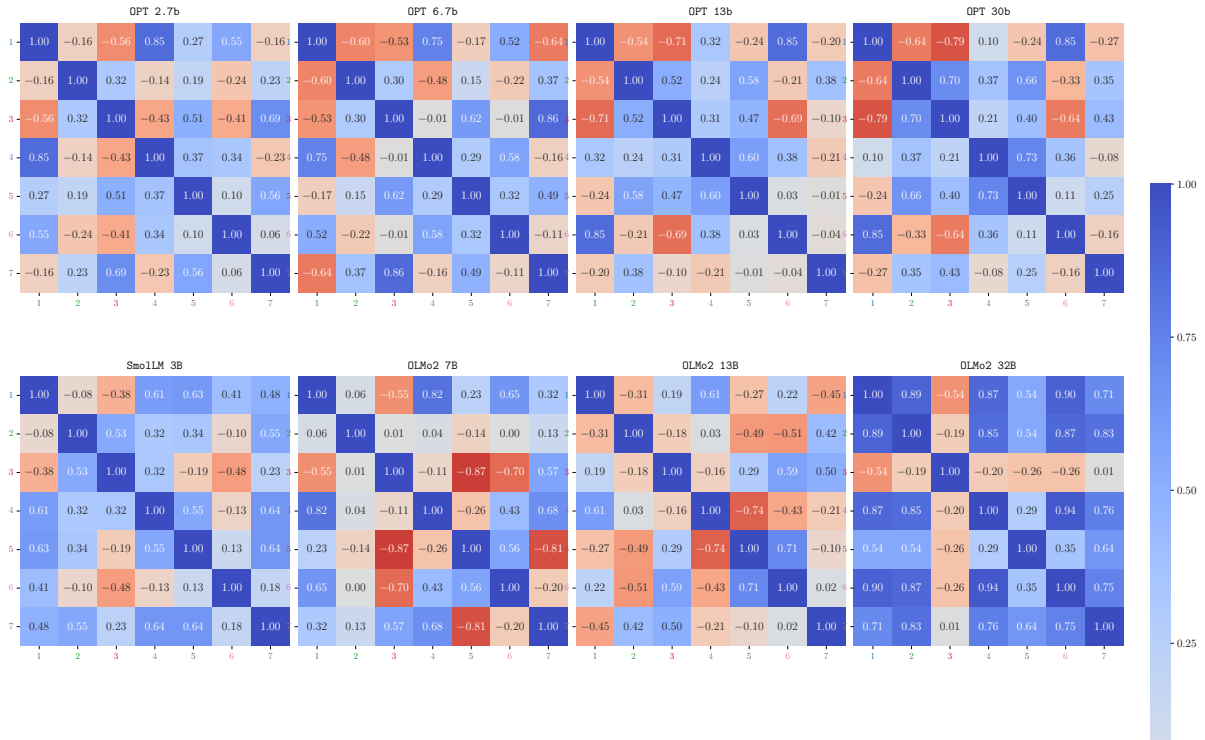 OPT 2.7b OPT 6.7b OPT 13b OPT 30b
1 1.00 −0.16 −0.56 0.85 0.27 0.55 −0.16 1 1.00 −0.60 −0.53 0.75 −0.17 0.52 −0.64 1 1.00 −0.54 −0.71 0.32 −0.24 0.85 −0.20 1 1.00 −0.64 −0.79 0.10 −0.24 0.85 −0.27
2 −0.16 1.00 0.32 −0.14 0.19 −0.24 0.23 2 −0.60 1.00 0.30 −0.48 0.15 −0.22 0.37 2 −0.54 1.00 0.52 0.24 0.58 −0.21 0.38 2 −0.64 1.00 0.70 0.37 0.66 −0.33 0.35
3 −0.56 0.32 1.00 −0.43 0.51 −0.41 0.69 3 −0.53 0.30 1.00 −0.01 0.62 −0.01 0.86 3 −0.71 0.52 1.00 0.31 0.47 −0.69 −0.10 3 −0.79 0.70 1.00 0.21 0.40 −0.64 0.43
4 0.85 −0.14 −0.43 1.00 0.37 0.34 −0.23 4 0.75 −0.48 −0.01 1.00 0.29 0.58 −0.16 4 0.32 0.24 0.31 1.00 0.60 0.38 −0.21 4 0.10 0.37 0.21 1.00 0.73 0.36 −0.08
5 0.27 0.19 0.51 0.37 1.00 0.10 0.56 5 −0.17 0.15 0.62 0.29 1.00 0.32 0.49 5 −0.24 0.58 0.47 0.60 1.00 0.03 −0.01 5 −0.24 0.66 0.40 0.73 1.00 0.11 0.25
6 0.55 −0.24 −0.41 0.34 0.10 1.00 0.06 6 0.52 −0.22 −0.01 0.58 0.32 1.00 −0.11 6 0.85 −0.21 −0.69 0.38 0.03 1.00 −0.04 6 0.85 −0.33 −0.64 0.36 0.11 1.00 −0.16
7 −0.16 0.23 0.69 −0.23 0.56 0.06 1.00 7 −0.64 0.37 0.86 −0.16 0.49 −0.11 1.00 7 −0.20 0.38 −0.10 −0.21 −0.01 −0.04 1.00 7 −0.27 0.35 0.43 −0.08 0.25 −0.16 1.00
1 2 3 4 5 6 7 1 2 3 4 5 6 7 1 2 3 4 5 6 7 1 2 3 4 5 6 7
SmolLM 3B OLMo2 7B OLMo2 13B OLMo2 32B
1 1.00 −0.08 −0.38 0.61 0.63 0.41 0.48 1 1.00 0.06 −0.55 0.82 0.23 0.65 0.32 1 1.00 −0.31 0.19 0.61 −0.27 0.22 −0.45 1 1.00 0.89 −0.54 0.87 0.54 0.90 0.71
2 −0.08 1.00 0.53 0.32 0.34 −0.10 0.55 2 0.06 1.00 0.01 0.04 −0.14 0.00 0.13 2 −0.31 1.00 −0.18 0.03 −0.49 −0.51 0.42 2 0.89 1.00 −0.19 0.85 0.54 0.87 0.83
3 −0.38 0.53 1.00 0.32 −0.19 −0.48 0.23 3 −0.55 0.01 1.00 −0.11 −0.87 −0.70 0.57 3 0.19 −0.18 1.00 −0.16 0.29 0.59 0.50 3 −0.54 −0.19 1.00 −0.20 −0.26 −0.26 0.01
4 0.61 0.32 0.32 1.00 0.55 −0.13 0.64 4 0.82 0.04 −0.11 1.00 −0.26 0.43 0.68 4 0.61 0.03 −0.16 1.00 −0.74 −0.43 −0.21 4 0.87 0.85 −0.20 1.00 0.29 0.94 0.76
5 0.63 0.34 −0.19 0.55 1.00 0.13 0.64 5 0.23 −0.14 −0.87 −0.26 1.00 0.56 −0.81 5 −0.27 −0.49 0.29 −0.74 1.00 0.71 −0.10 5 0.54 0.54 −0.26 0.29 1.00 0.35 0.64
6 0.41 −0.10 −0.48 −0.13 0.13 1.00 0.18 6 0.65 0.00 −0.70 0.43 0.56 1.00 −0.20 6 0.22 −0.51 0.59 −0.43 0.71 1.00 0.02 6 0.90 0.87 −0.26 0.94 0.35 1.00 0.75
7 0.48 0.55 0.23 0.64 0.64 0.18 1.00 7 0.32 0.13 0.57 0.68 −0.81 −0.20 1.00 7 −0.45 0.42 0.50 −0.21 −0.10 0.02 1.00 7 0.71 0.83 0.01 0.76 0.64 0.75 1.00
1 2 3 4 5 6 7 1 2 3 4 5 6 7 1 2 3 4 5 6 7 1 2 3 4 5 6 7
1.00
0.75
0.50
0.25